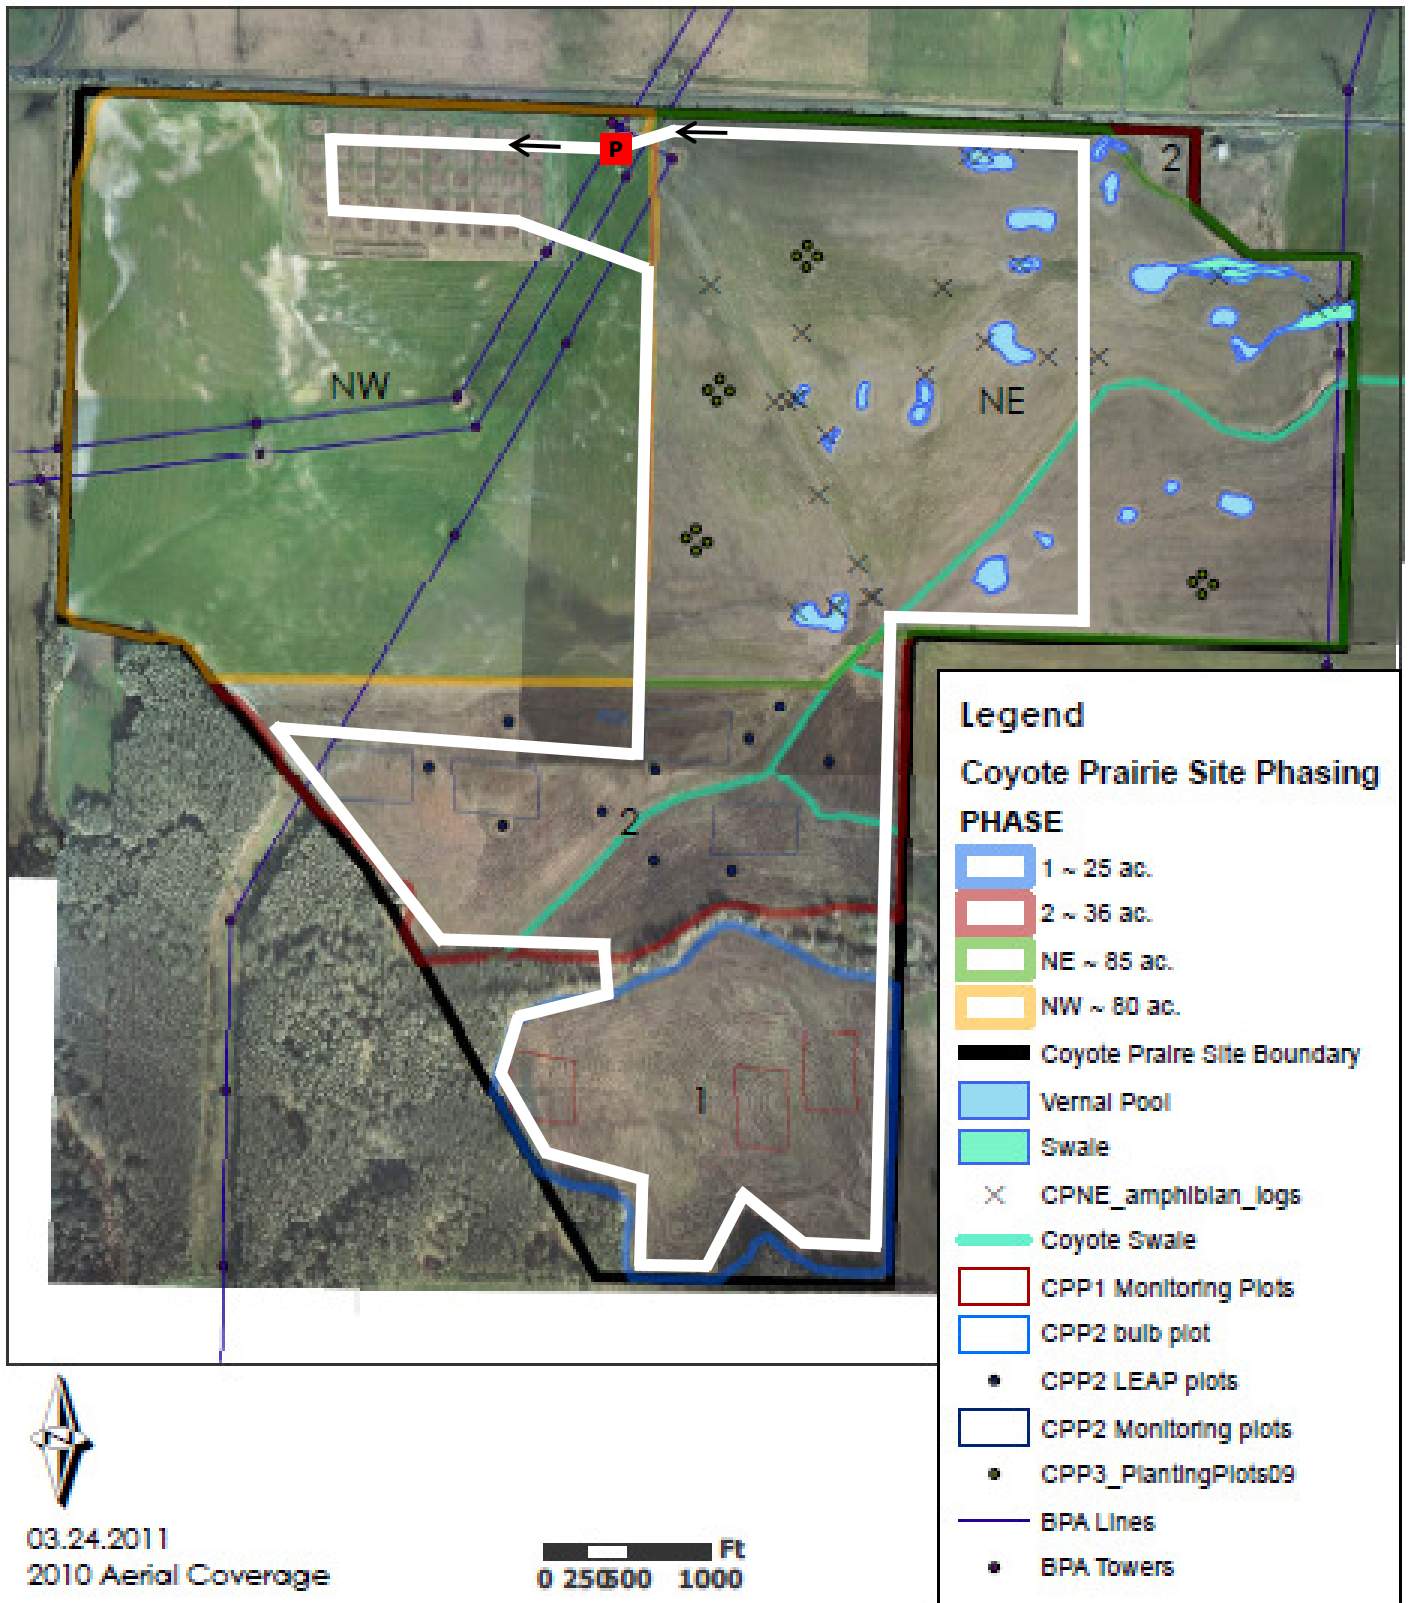 P
2
NW
NE
2
1
Legend
Coyote Prairie Site Phasing
PHASE
1 ~ 25 ac.
2 ~ 36 ac.
NE ~ 85 ac.
NW ~ 60 ac.
Coyote Praire Site Boundary
Vernal Pool
Swale
CPNE_amphibian_logs
Coyote Swale
CPP1 Monitoring Plots
CPP2 bulb plot
CPP2 LEAP plots
CPP2 Monitoring plots
CPP3_PlantingPlots09
BPA Lines
BPA Towers
Z
03.24.2011
2010 Aerial Coverage
Ft
0 250 500 1000